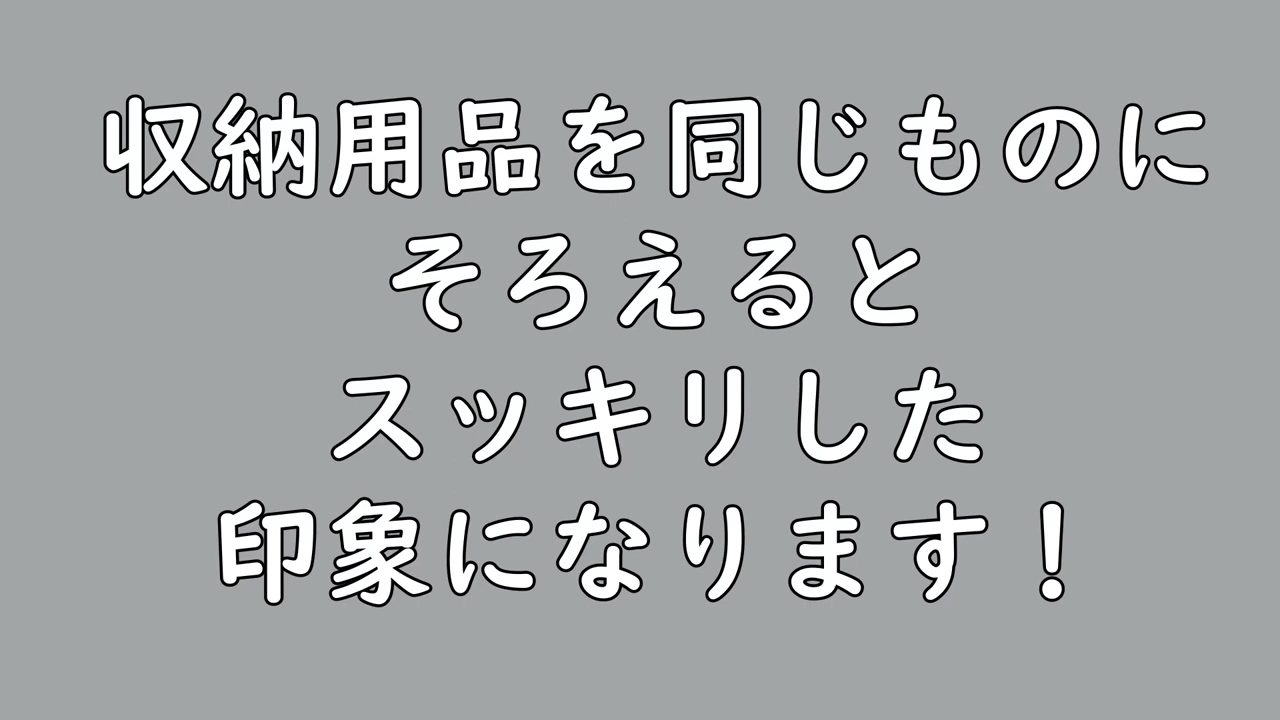 収納用品を同じものに
そろえると
スッキリした
印象になります！